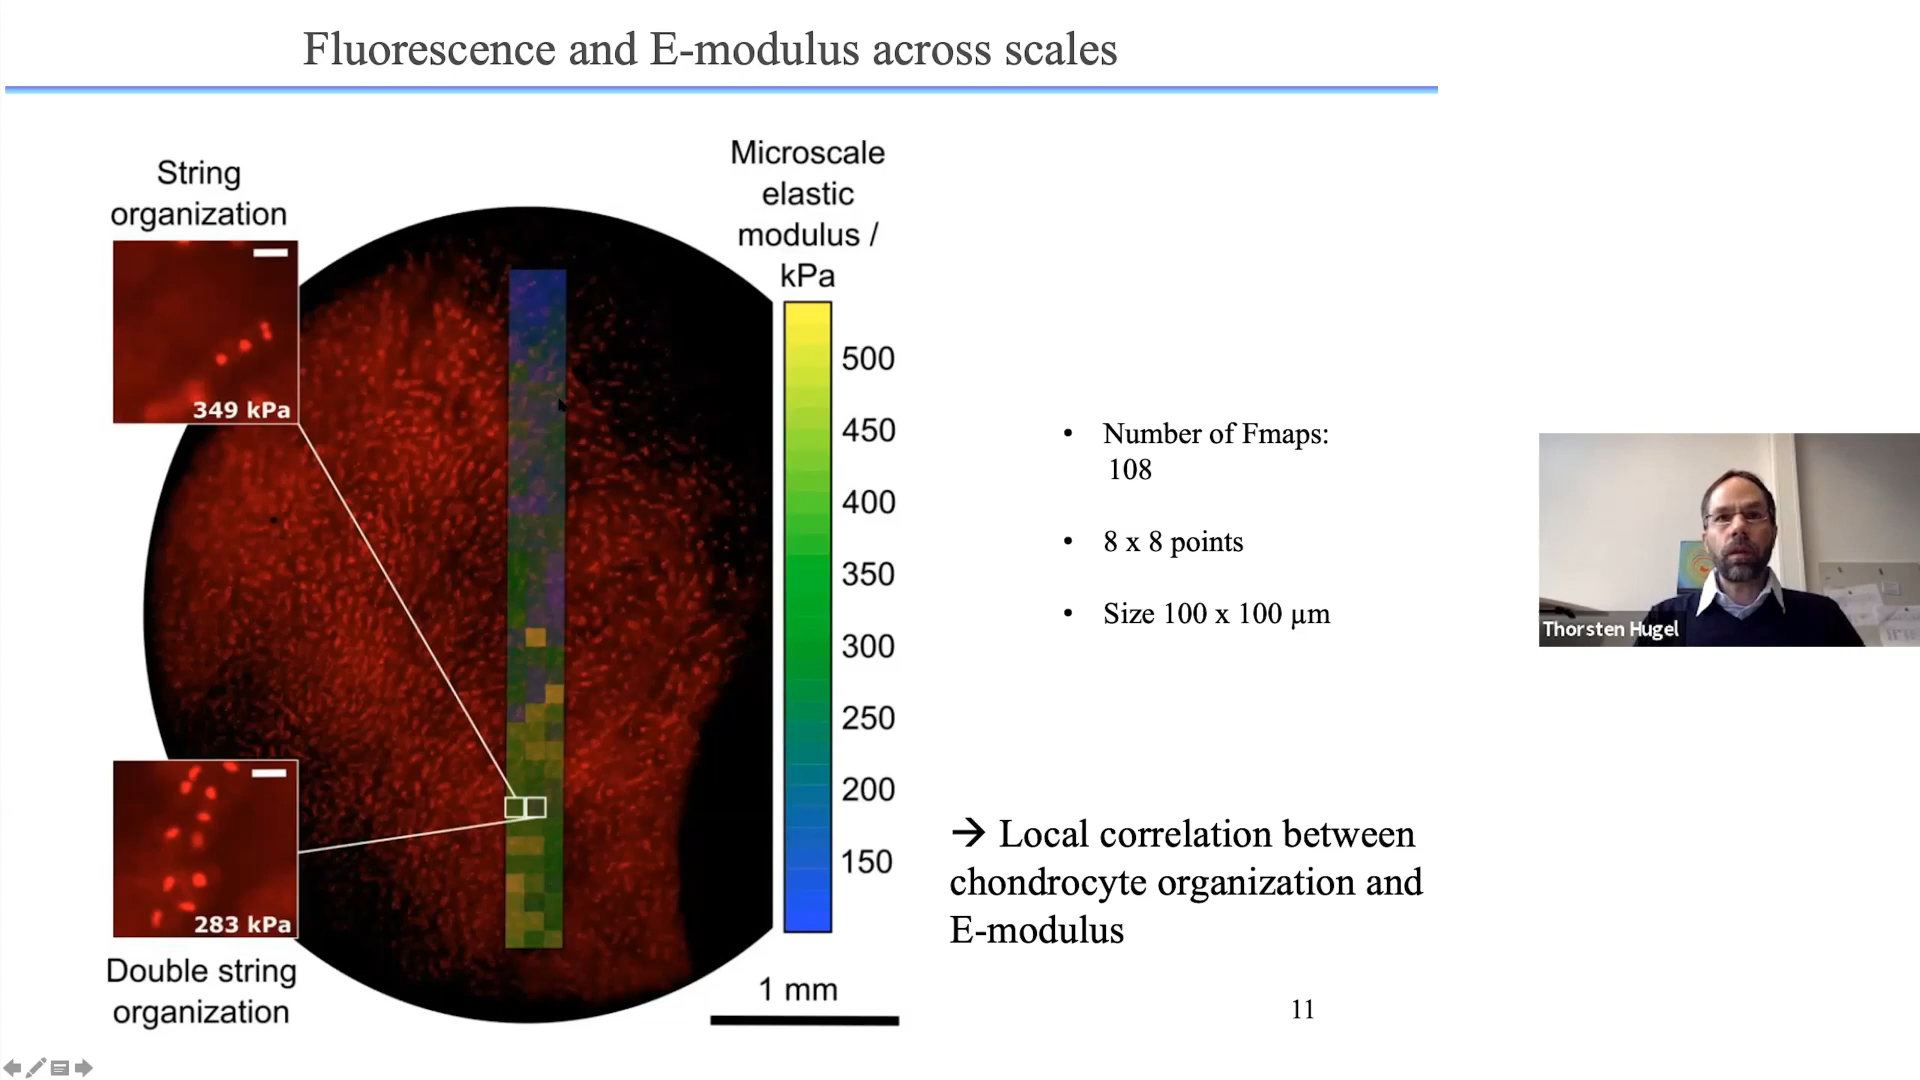 Fluorescence and E-modulus across scales
String
organization
349 kPa
283 kPa
Double string
organization
Microscale
elastic
modulus /
kPa
500
450
400
350
300
250
200
150
1 mm
• Number of Fmaps:
108
• 8 x 8 points
• Size 100 x 100 µm
→ Local correlation between
chondrocyte organization and
E-modulus
11
Thorsten Hugel